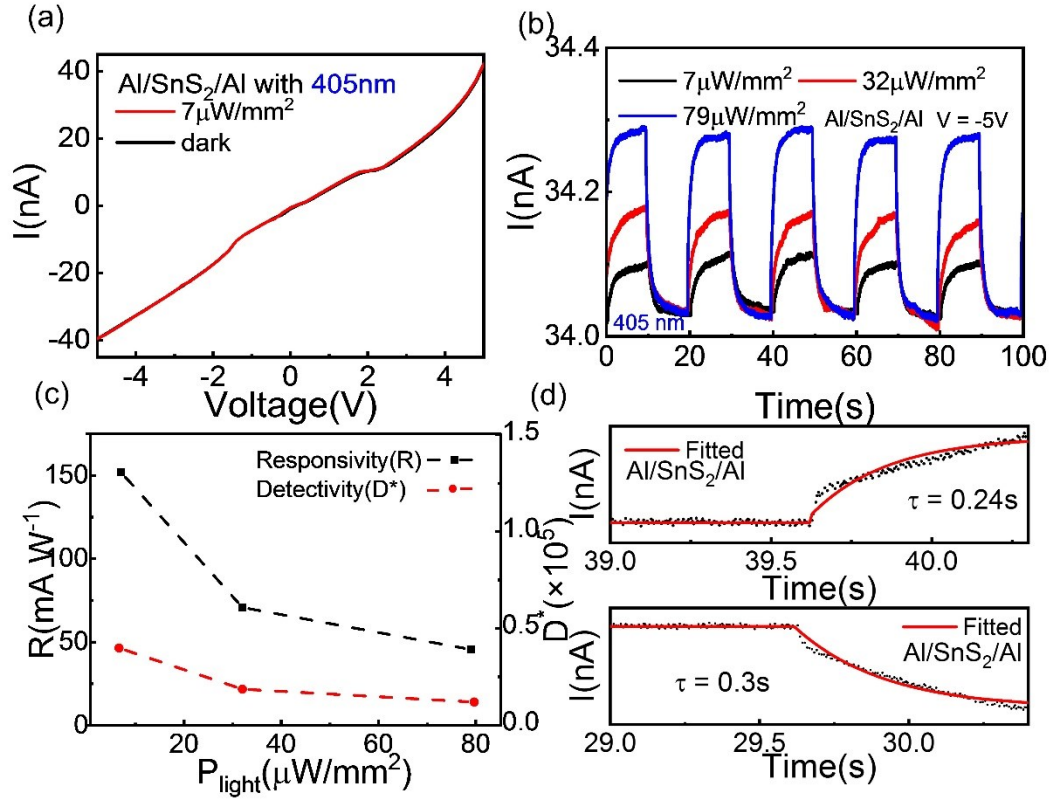 (a)
Al/SnS₂/Al with 405nm
7μW/mm²
dark
I(nA)
40
20
0
-20
-40
-4
-2
0
2
4
Voltage(V)
(b)
34.4
34.2
34.0
I(nA)
7μW/mm²
32μW/mm²
79μW/mm²
Al/SnS₂/Al
V = -5V
405 nm
0
20
40
60
80
100
Time(s)
(c)
Responsivity(R)
Detectivity(D*)
R(mA W⁻¹)
150
100
50
0
1.5
1.0
0.5
0.0
D*(×10⁵)
20
40
60
80
P_light(μW/mm²)
(d)
I(nA)
Fitted
Al/SnS₂/Al
τ = 0.24s
39.0
39.5
40.0
Time(s)
I(nA)
Fitted
Al/SnS₂/Al
τ = 0.3s
29.0
29.5
30.0
Time(s)